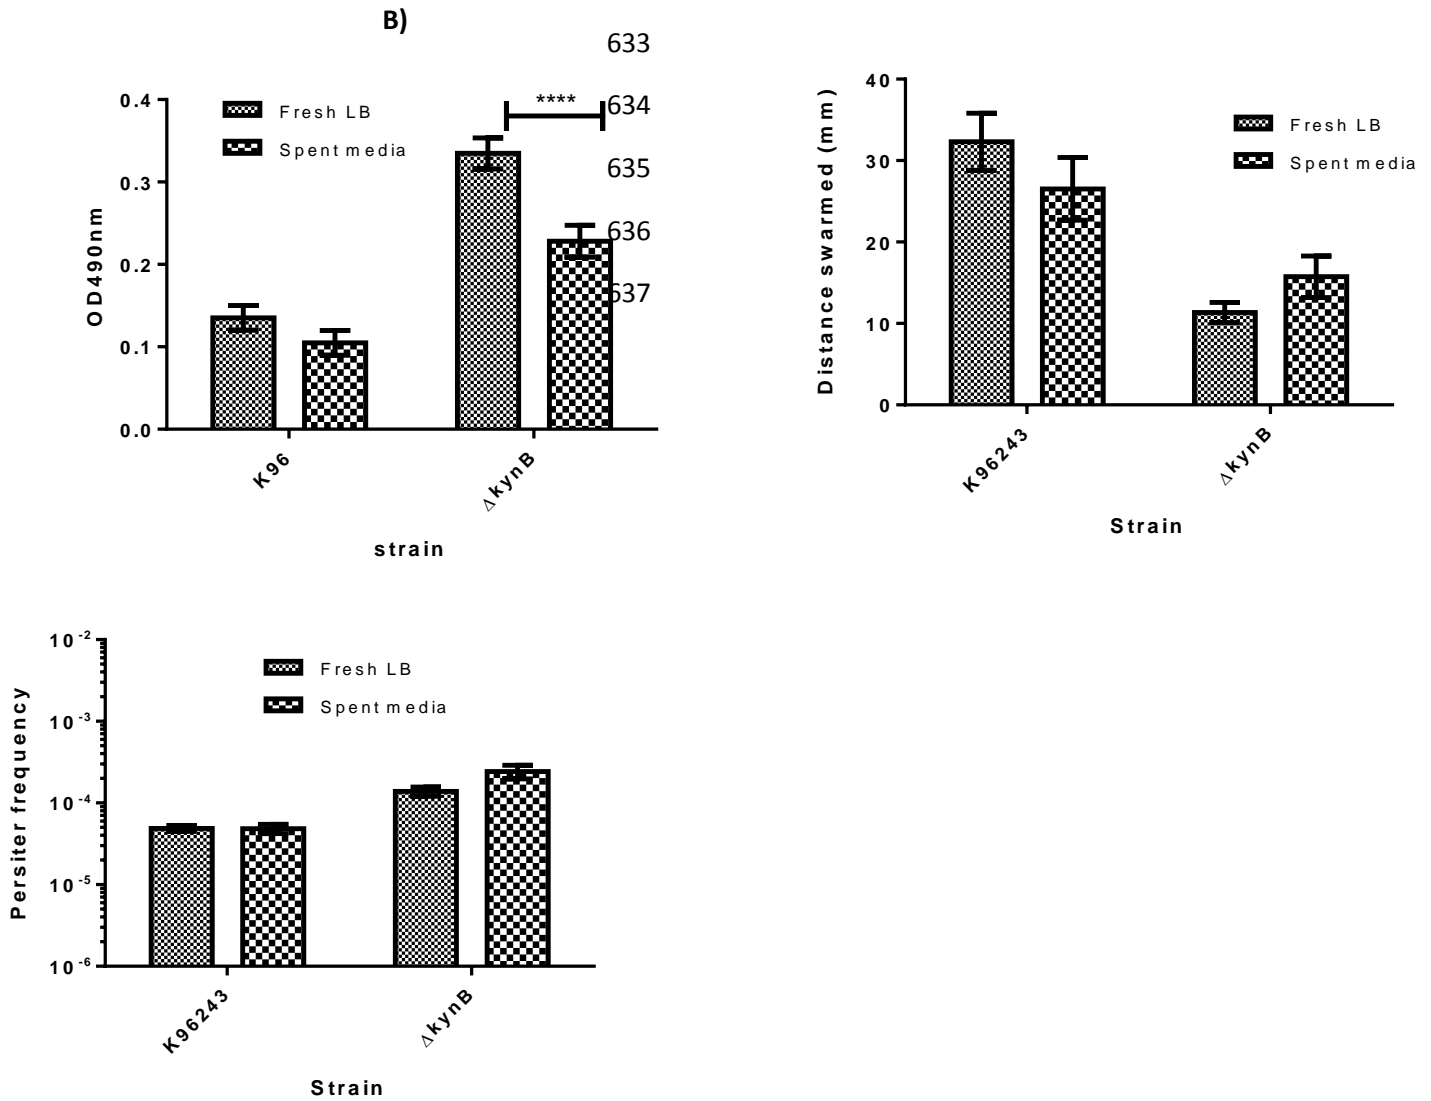 B)
633
634
635
636
637
0.4
0.3
0.2
0.1
0.0
OD490nm
Fresh LB
Spent media
****
K96
ΔkynB
strain
40
30
20
10
0
Distance swarmed (mm)
Fresh LB
Spent media
K96243
ΔkynB
Strain
10-2
10-3
10-4
10-5
10-6
Persiter frequency
Fresh LB
Spent media
K96243
ΔkynB
Strain